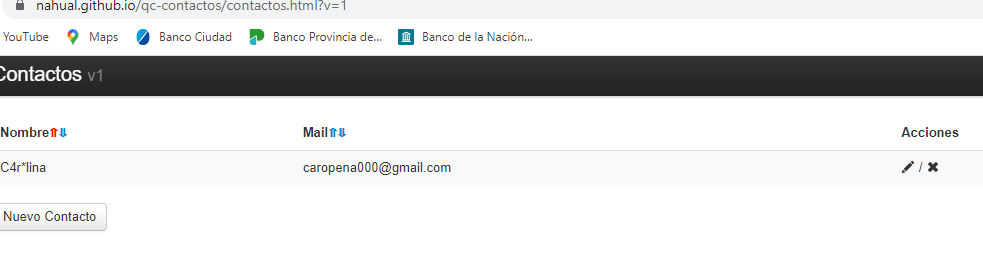 nahual.github.io/qc-contactos/contactos.html?v=1
YouTube Maps Banco Ciudad Banco Provincia de... Banco de la Nación...
Contactos v1
Nombre⇑⇓ Mail⇑⇓ Acciones
C4r*lina caropena000@gmail.com /
Nuevo Contacto